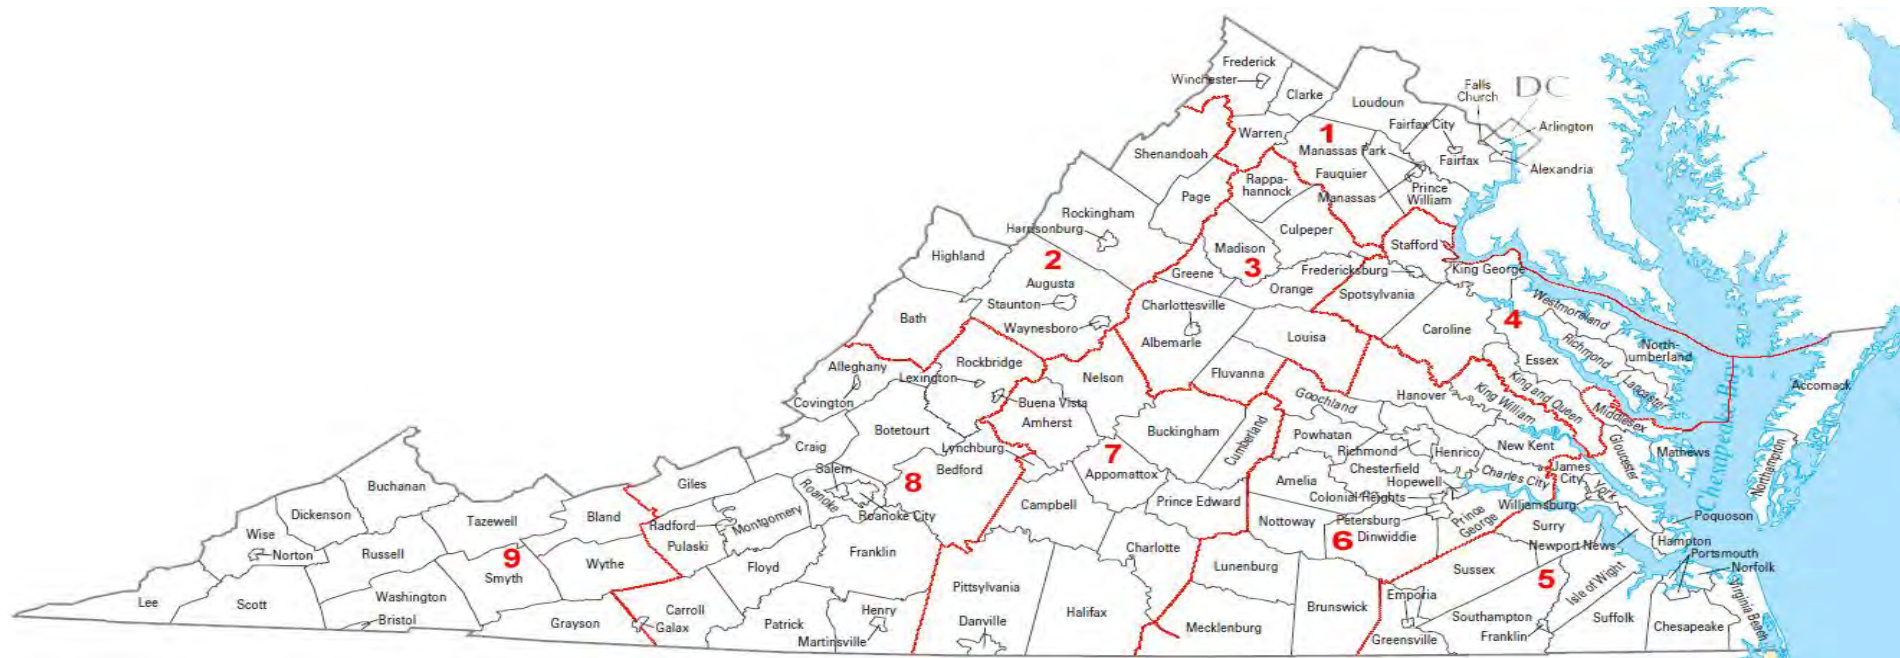 Frederick
Winchester
Clarke
Loudoun
Falls
Church
DC
Arlington
Alexandria
Fairfax City
Fairfax
Warren
1
Manassas Park
Fauquier
Manassas
Prince
William
Shenandoah
Page
Rappa-
hannock
Rockingham
Harrisonburg
Culpeper
Madison
Stafford
Highland
2
Augusta
Staunton
Waynesboro
Greene
3
Orange
Fredericksburg
Spotsylvania
King George
Westmoreland
4
Caroline
Richmond
North-
umberland
Essex
Lancaster
Accomack
Bath
Charlottesville
Albemarle
Louisa
Fluvanna
Rockbridge
Alleghany
Lexington
Covington
Nelson
Buena Vista
Amherst
Goochland
Hanover
King William
King and Queen
Middlesex
Chesapeake Bay
Botetourt
Craig
Lynchburg
Bedford
Salem
Roanoke
8
Roanoke City
7
Appomattox
Buckingham
Cumberland
Powhatan
Richmond
Henrico
New Kent
Gloucester
Mathews
Northampton
Chesterfield
Hopewell
Charles City
James
City
York
Amelia
Colonial Heights
Williamsburg
Poquoson
Buchanan
Dickenson
Wise
Norton
Tazewell
Bland
Giles
Radford
Montgomery
Pulaski
Campbell
Prince Edward
Nottoway
Petersburg
Dinwiddie
6
Prince
George
Surry
Newport News
Hampton
Portsmouth
Norfolk
Russell
9
Smyth
Wythe
Floyd
Franklin
Charlotte
Lunenburg
Sussex
5
Isle of Wight
Virginia Beach
Lee
Scott
Washington
Bristol
Grayson
Carroll
Galax
Patrick
Henry
Martinsville
Pittsylvania
Danville
Halifax
Mecklenburg
Brunswick
Emporia
Greensville
Southampton
Franklin
Suffolk
Chesapeake